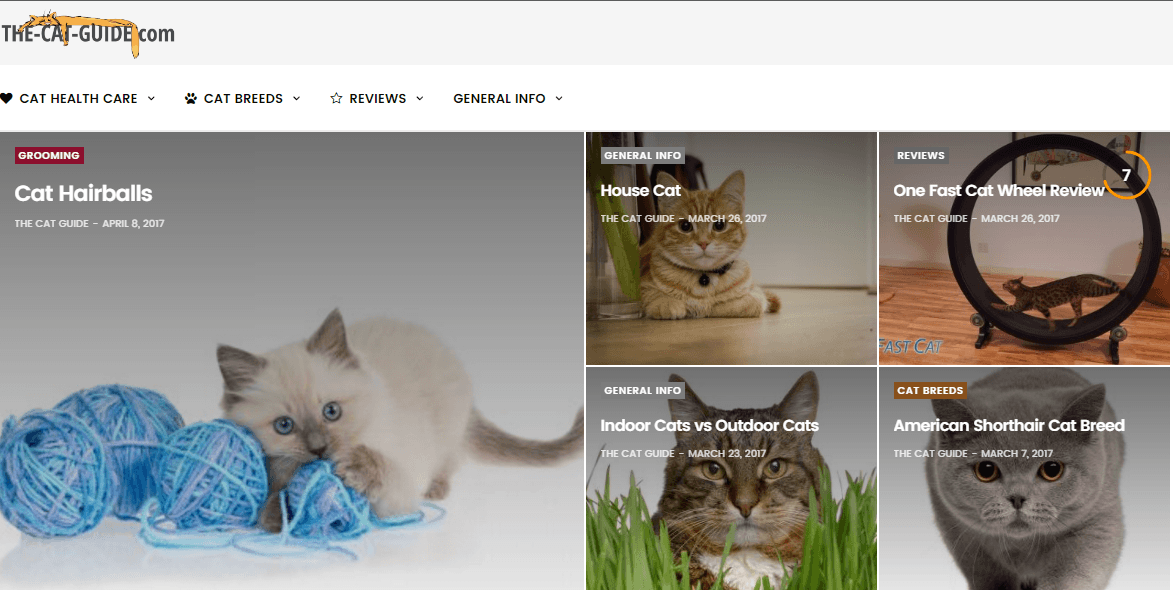 THE-CAT-GUIDE.com
CAT HEALTH CARE
CAT BREEDS
REVIEWS
GENERAL INFO
GROOMING
Cat Hairballs
THE CAT GUIDE – APRIL 8, 2017
GENERAL INFO
House Cat
THE CAT GUIDE – MARCH 26, 2017
REVIEWS
7
One Fast Cat Wheel Review
THE CAT GUIDE – MARCH 26, 2017
FAST CAT
GENERAL INFO
Indoor Cats vs Outdoor Cats
THE CAT GUIDE – MARCH 23, 2017
CAT BREEDS
American Shorthair Cat Breed
THE CAT GUIDE – MARCH 7, 2017